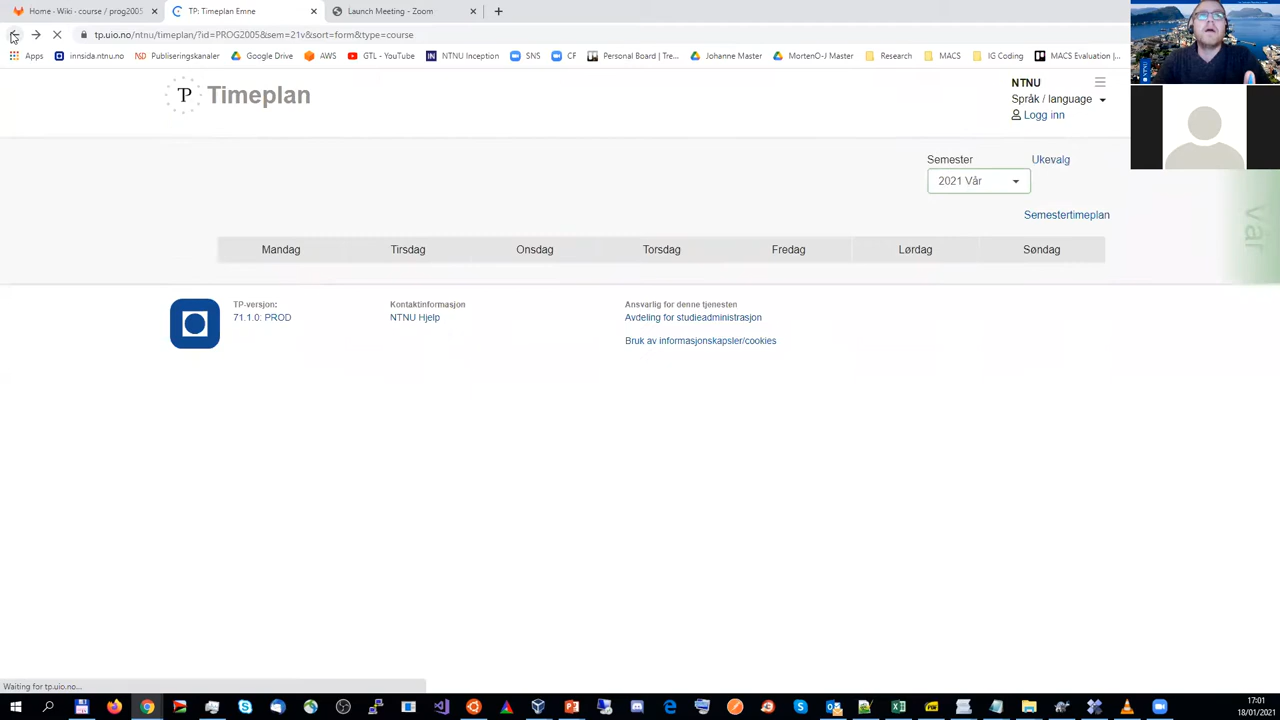 Home - Wiki - course / prog2005
TP: Timeplan Emne
Launch Meeting - Zoom
tp.uio.no/ntnu/timeplan/?id=PROG2005&sem=21v&sort=form&type=course
Apps
innsida.ntnu.no
Publiseringskanaler
Google Drive
AWS
GTL - YouTube
NTNU Inception
SNS
CF
Personal Board | Tre...
Johanne Master
MortenO-J Master
Research
MACS
IG Coding
MACS Evaluation |...
Timeplan
NTNU
Språk / language
Logg inn
Semester
Ukevalg
2021 Vår
Semestertimeplan
vår
Mandag Tirsdag Onsdag Torsdag Fredag Lørdag Søndag
TP-versjon:
71.1.0: PROD
Kontaktinformasjon
NTNU Hjelp
Ansvarlig for denne tjenesten
Avdeling for studieadministrasjon
Bruk av informasjonskapsler/cookies
Waiting for tp.uio.no...
17:01
18/01/2021